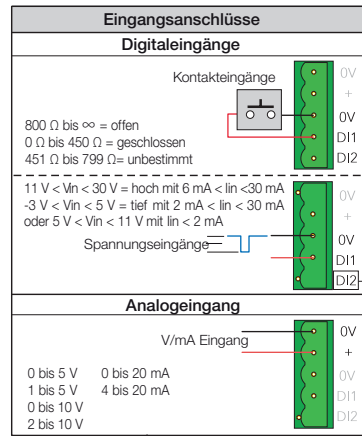 Eingangsanschlüsse
Digitaleingänge
Kontakteingänge
0V
+
0V
DI1
DI2
800 Ω bis ∞ = offen
0 Ω bis 450 Ω = geschlossen
451 Ω bis 799 Ω= unbestimmt
11 V < Vin < 30 V = hoch mit 6 mA < Iin <30 mA
-3 V < Vin < 5 V = tief mit 2 mA < Iin < 30 mA
oder 5 V < Vin < 11 V mit Iin < 2 mA
Spannungseingänge
0V
+
0V
DI1
DI2
Analogeingang
V/mA Eingang
0V
+
0V
DI1
DI2
0 bis 5 V 0 bis 20 mA
1 bis 5 V 4 bis 20 mA
0 bis 10 V
2 bis 10 V